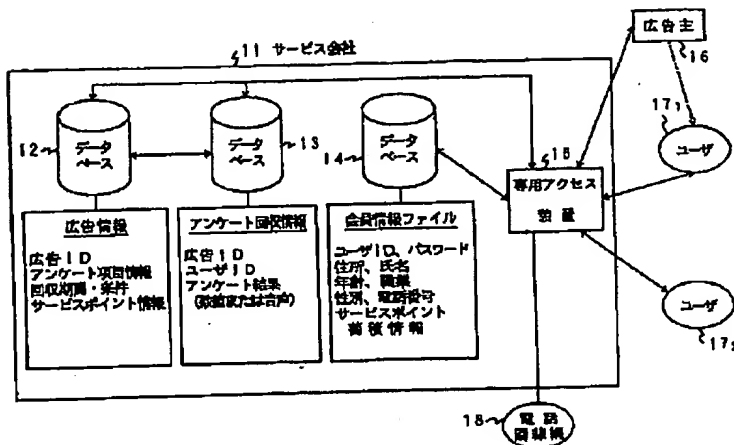 11 サービス会社
広告主
16
12
データ
ベース
13
データ
ベース
14
データ
ベース
15
専用アクセス
装置
17₁
ユーザ
広告情報
広告ID
アンケート項目情報
回収期間・条件
サービスポイント情報
アンケート回収情報
広告ID
ユーザID
アンケート結果
(数値または音声)
会員情報ファイル
ユーザID、パスワード
住所、氏名
年齢、職業
性別、電話番号
サービスポイント
蓄積情報
ユーザ
17₂
18
電話
回線網